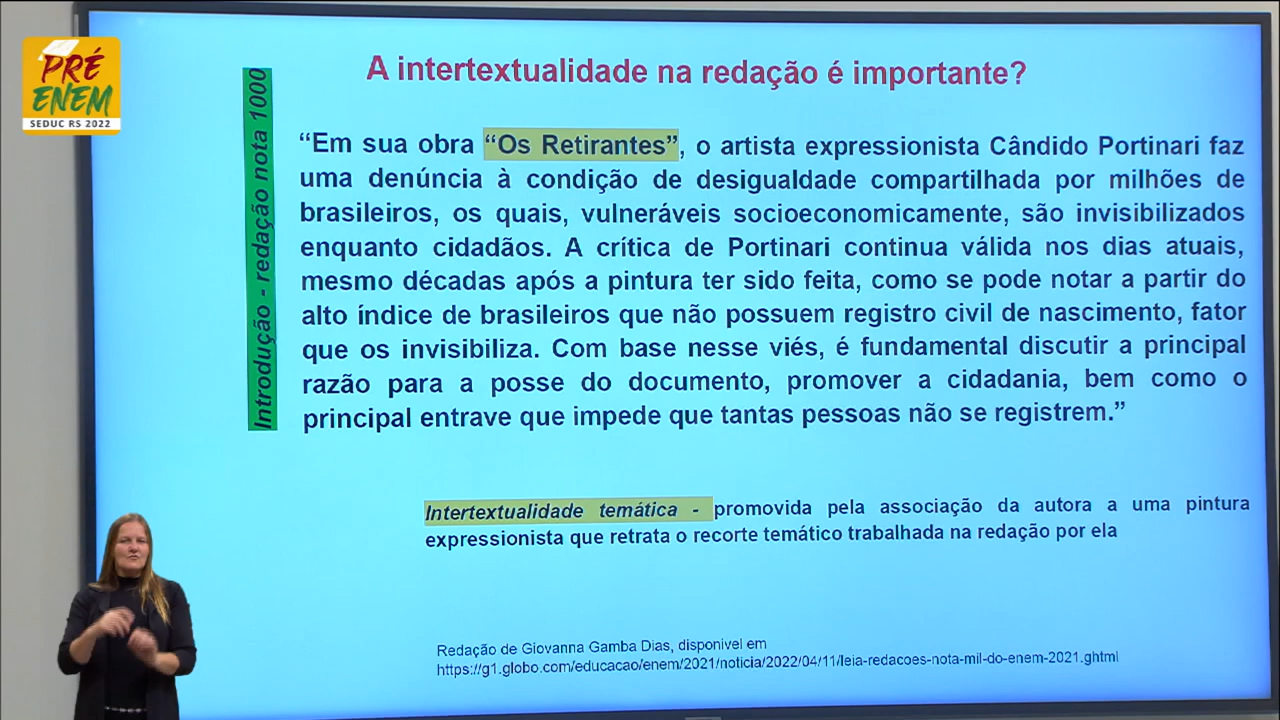 PRÉ
ENEM
SEDUC RS 2022
A intertextualidade na redação é importante?
Introdução - redação nota 1000
“Em sua obra “Os Retirantes”, o artista expressionista Cândido Portinari faz
uma denúncia à condição de desigualdade compartilhada por milhões de
brasileiros, os quais, vulneráveis socioeconomicamente, são invisibilizados
enquanto cidadãos. A crítica de Portinari continua válida nos dias atuais,
mesmo décadas após a pintura ter sido feita, como se pode notar a partir do
alto índice de brasileiros que não possuem registro civil de nascimento, fator
que os invisibiliza. Com base nesse viés, é fundamental discutir a principal
razão para a posse do documento, promover a cidadania, bem como o
principal entrave que impede que tantas pessoas não se registrem.”
Intertextualidade temática - promovida pela associação da autora a uma pintura
expressionista que retrata o recorte temático trabalhada na redação por ela
Redação de Giovanna Gamba Dias, disponivel em
https://g1.globo.com/educacao/enem/2021/noticia/2022/04/11/leia-redacoes-nota-mil-do-enem-2021.ghtml